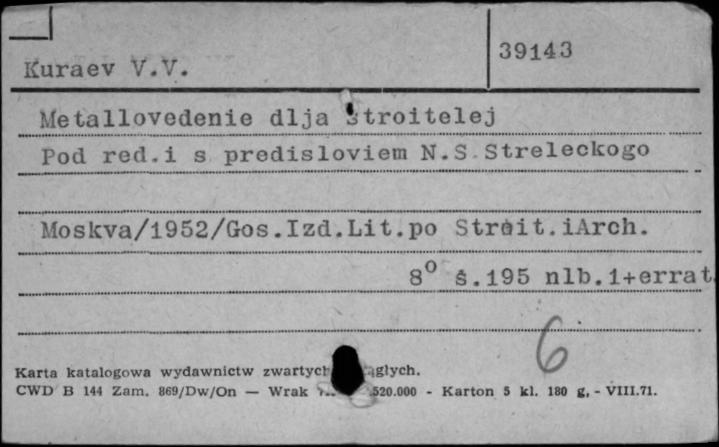 39143
Kuraev V.V.
Metallovedenie dlja stroitelej
Pod red.i s predisloviem N.S.Streleckogo
Moskva/1952/Gos.Izd.Lit.po Stroit.iArch.
8° s.195 nlb.1+errat.
6
Karta katalogowa wydawnictw zwartych
CWD B 144 Zam. 869/Dw/On — Wrak 520.000 - Karton 5 kl. 180 g. - VIII.71.